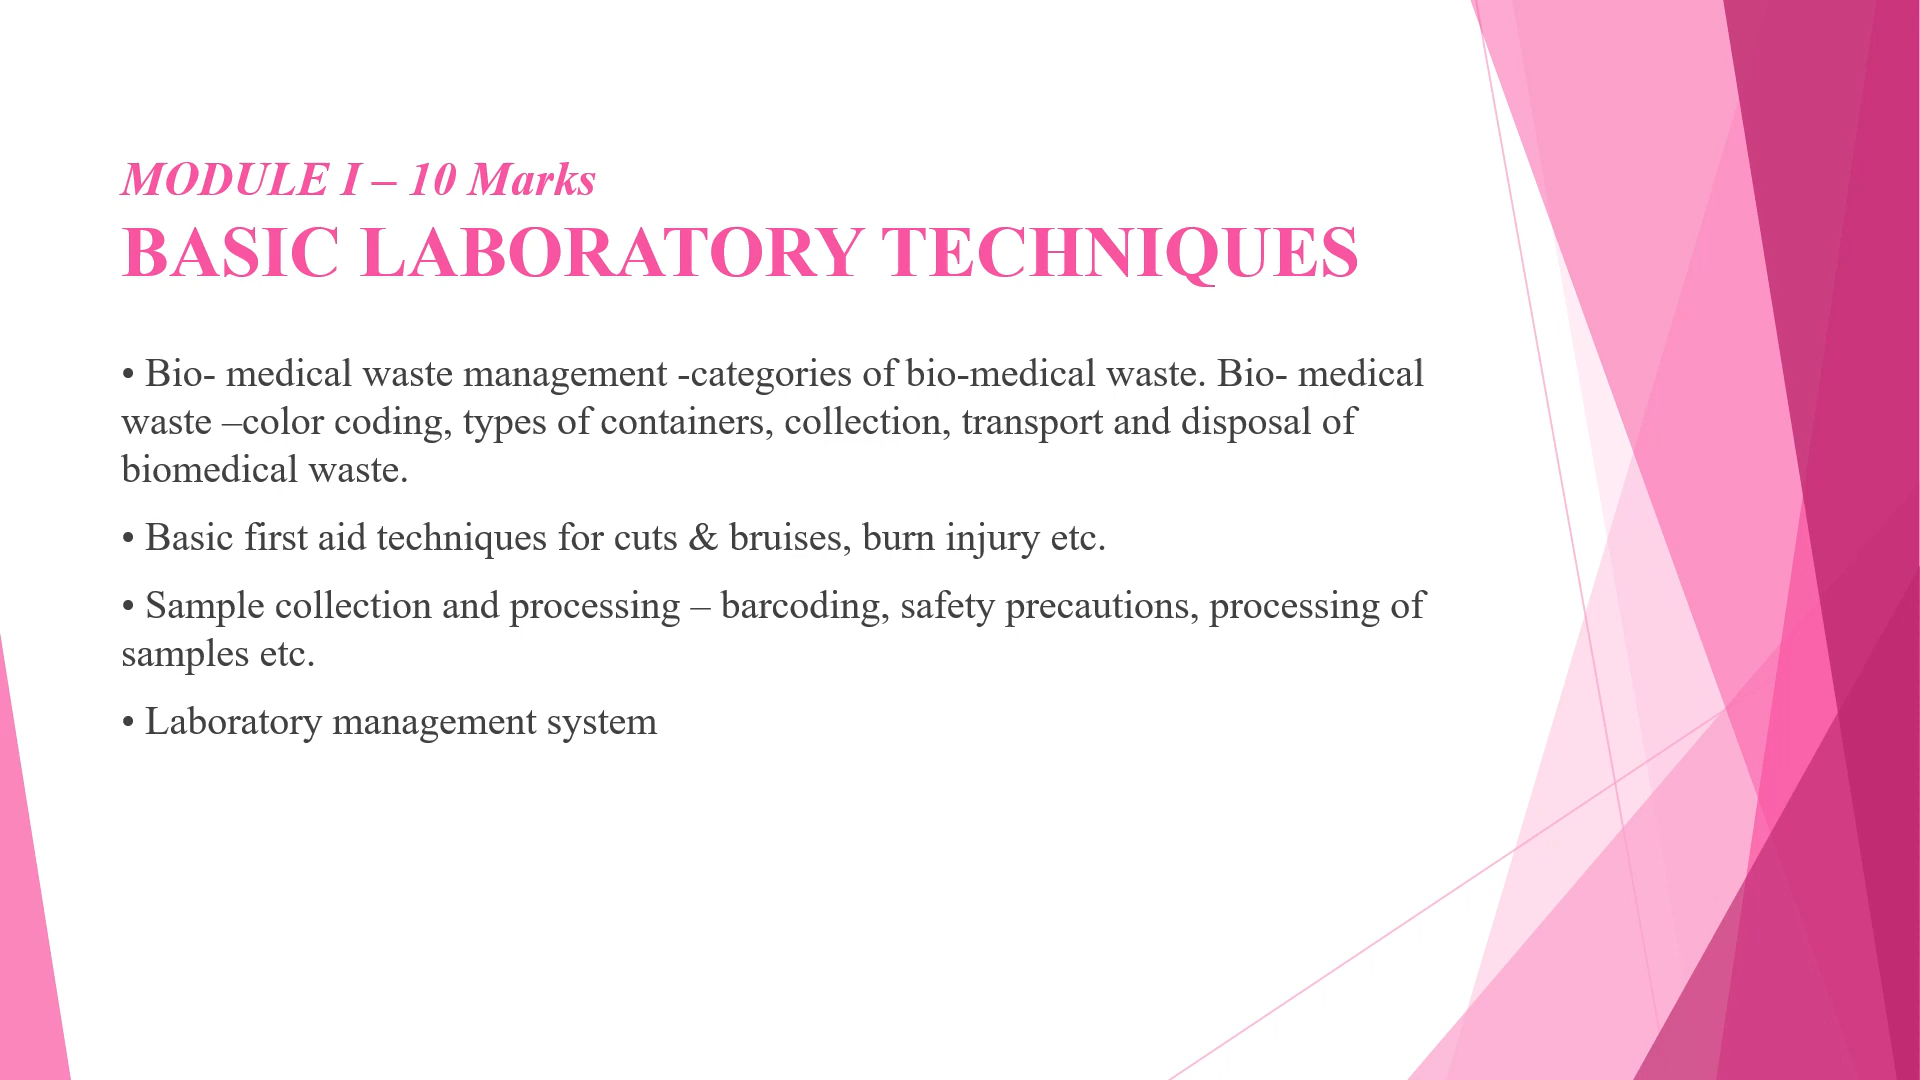 MODULE I – 10 Marks
BASIC LABORATORY TECHNIQUES
• Bio- medical waste management -categories of bio-medical waste. Bio- medical
waste –color coding, types of containers, collection, transport and disposal of
biomedical waste.
• Basic first aid techniques for cuts & bruises, burn injury etc.
• Sample collection and processing – barcoding, safety precautions, processing of
samples etc.
• Laboratory management system